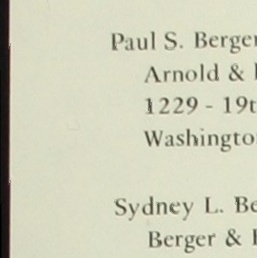 Paul S. Berger
Arnold &
1229 - 19t
Washingto
Sydney L. Be
Berger &